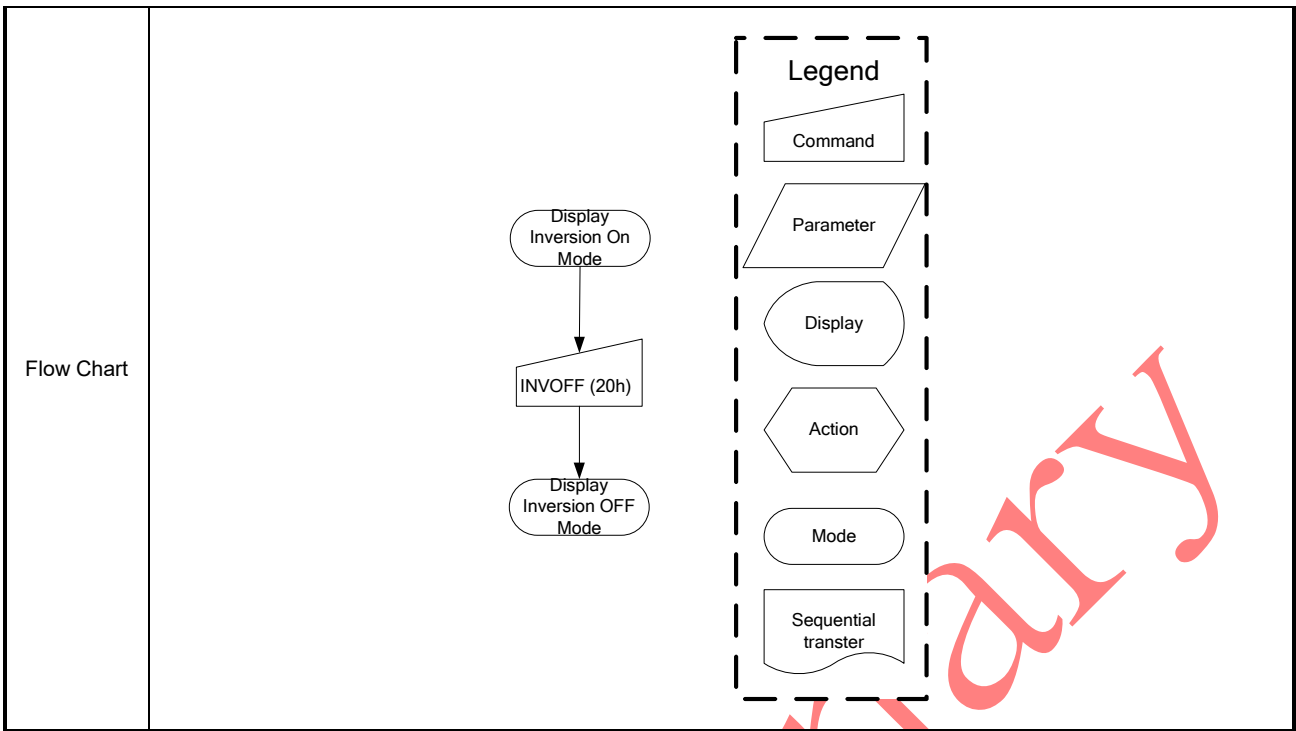 Flow Chart
Display
Inversion On
Mode
INVOFF (20h)
Display
Inversion OFF
Mode
Legend
Command
Parameter
Display
Action
Mode
Sequential
transter
ary